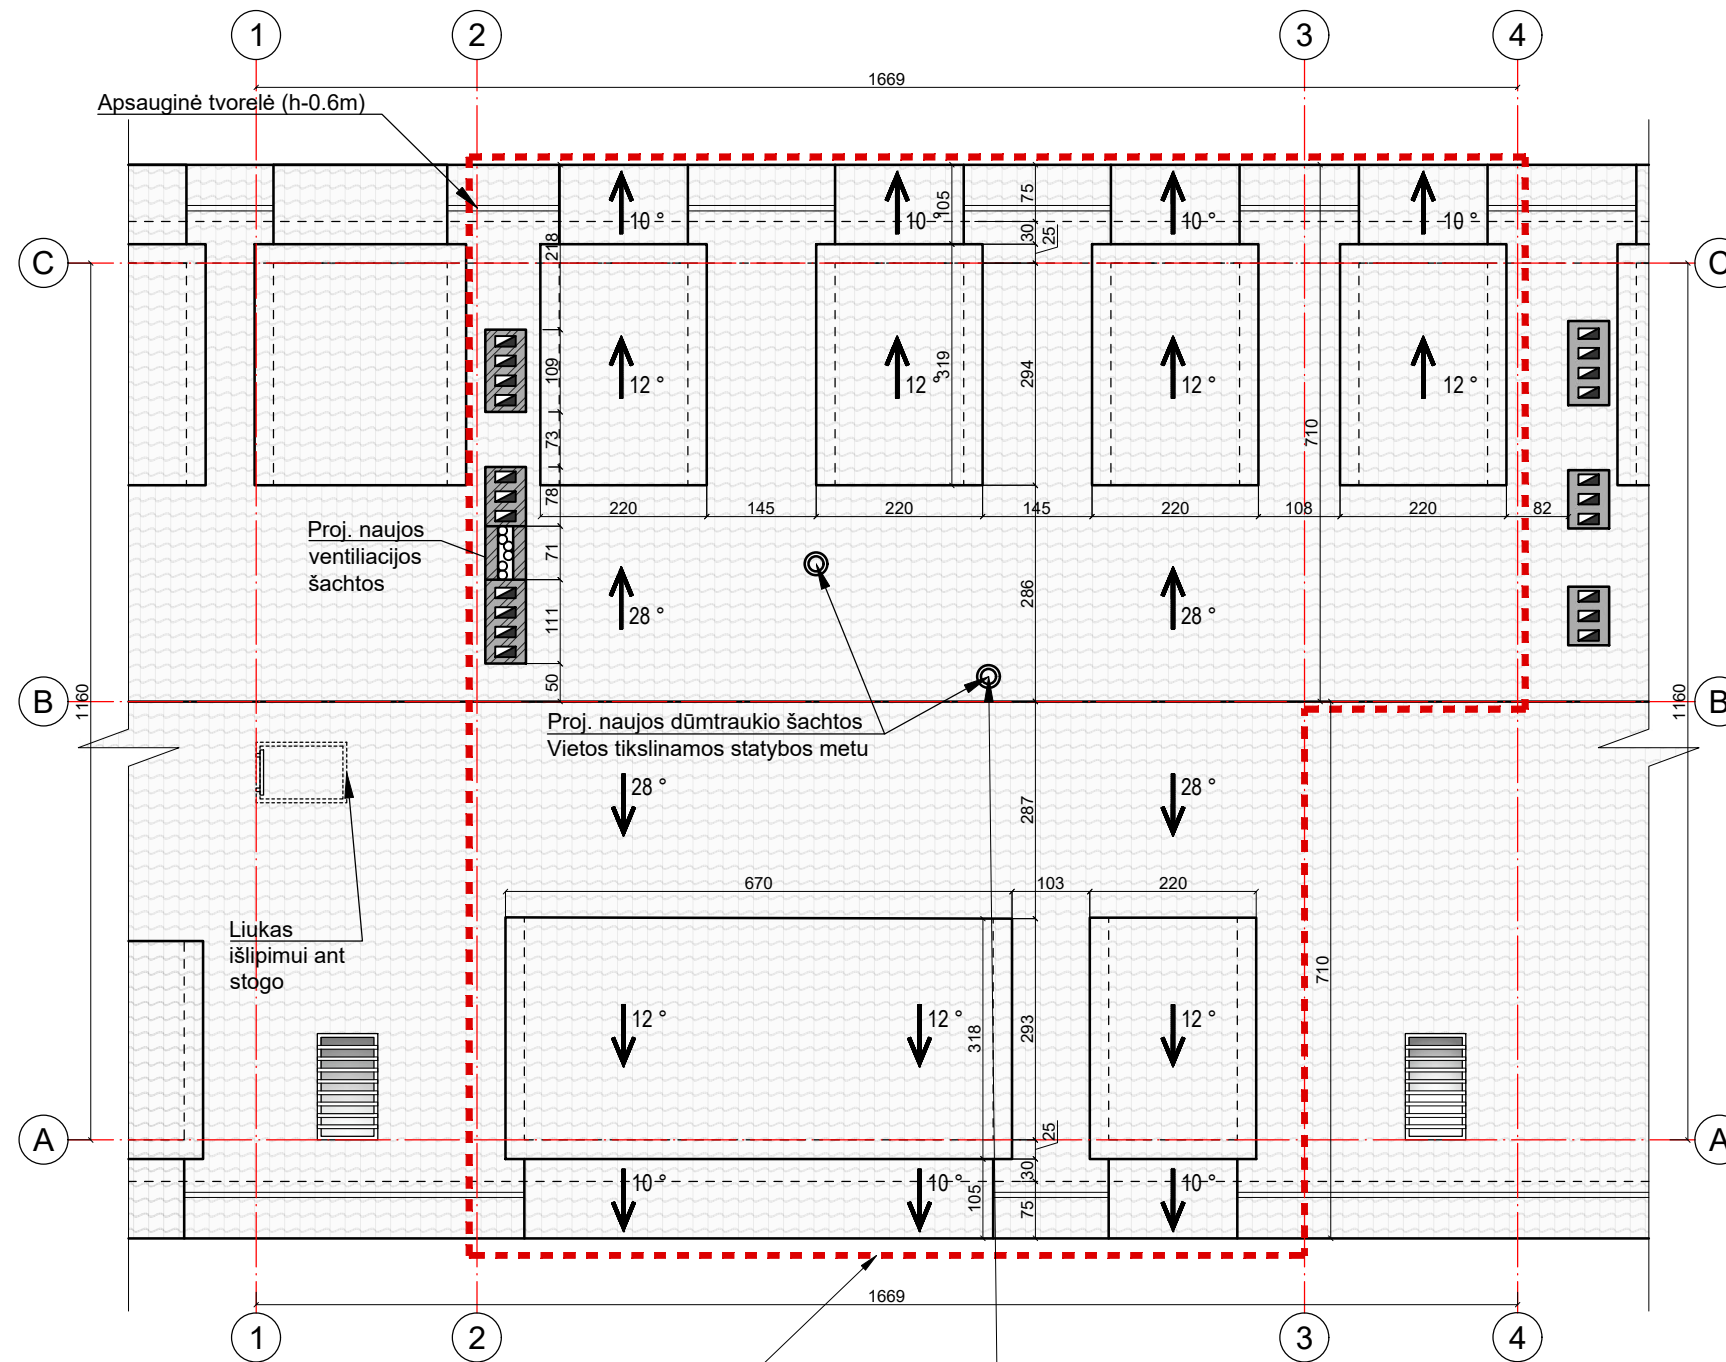 1 2 3 4
1669
Apsauginė tvorelė (h-0.6m)
10 ° 10 ° 10 ° 10 °
105 75
218 30 25
C C
109 12 ° 12 ° 319 294 12 ° 12 °
710
73
78 220 145 220 145 220 108 220 82
Proj. naujos
ventiliacijos
šachtos
71
111 28 ° 286 28 °
50
B B
1160 1160
Proj. naujos dūmtraukio šachtos
Vietos tikslinamos statybos metu
28 ° 287 28 °
670 103 220
Liukas
išlipimui ant
stogo
710
12 ° 12 ° 318 293 12 °
A A
25
10 ° 10 ° 105 30 10 °
75
1669
1 2 3 4